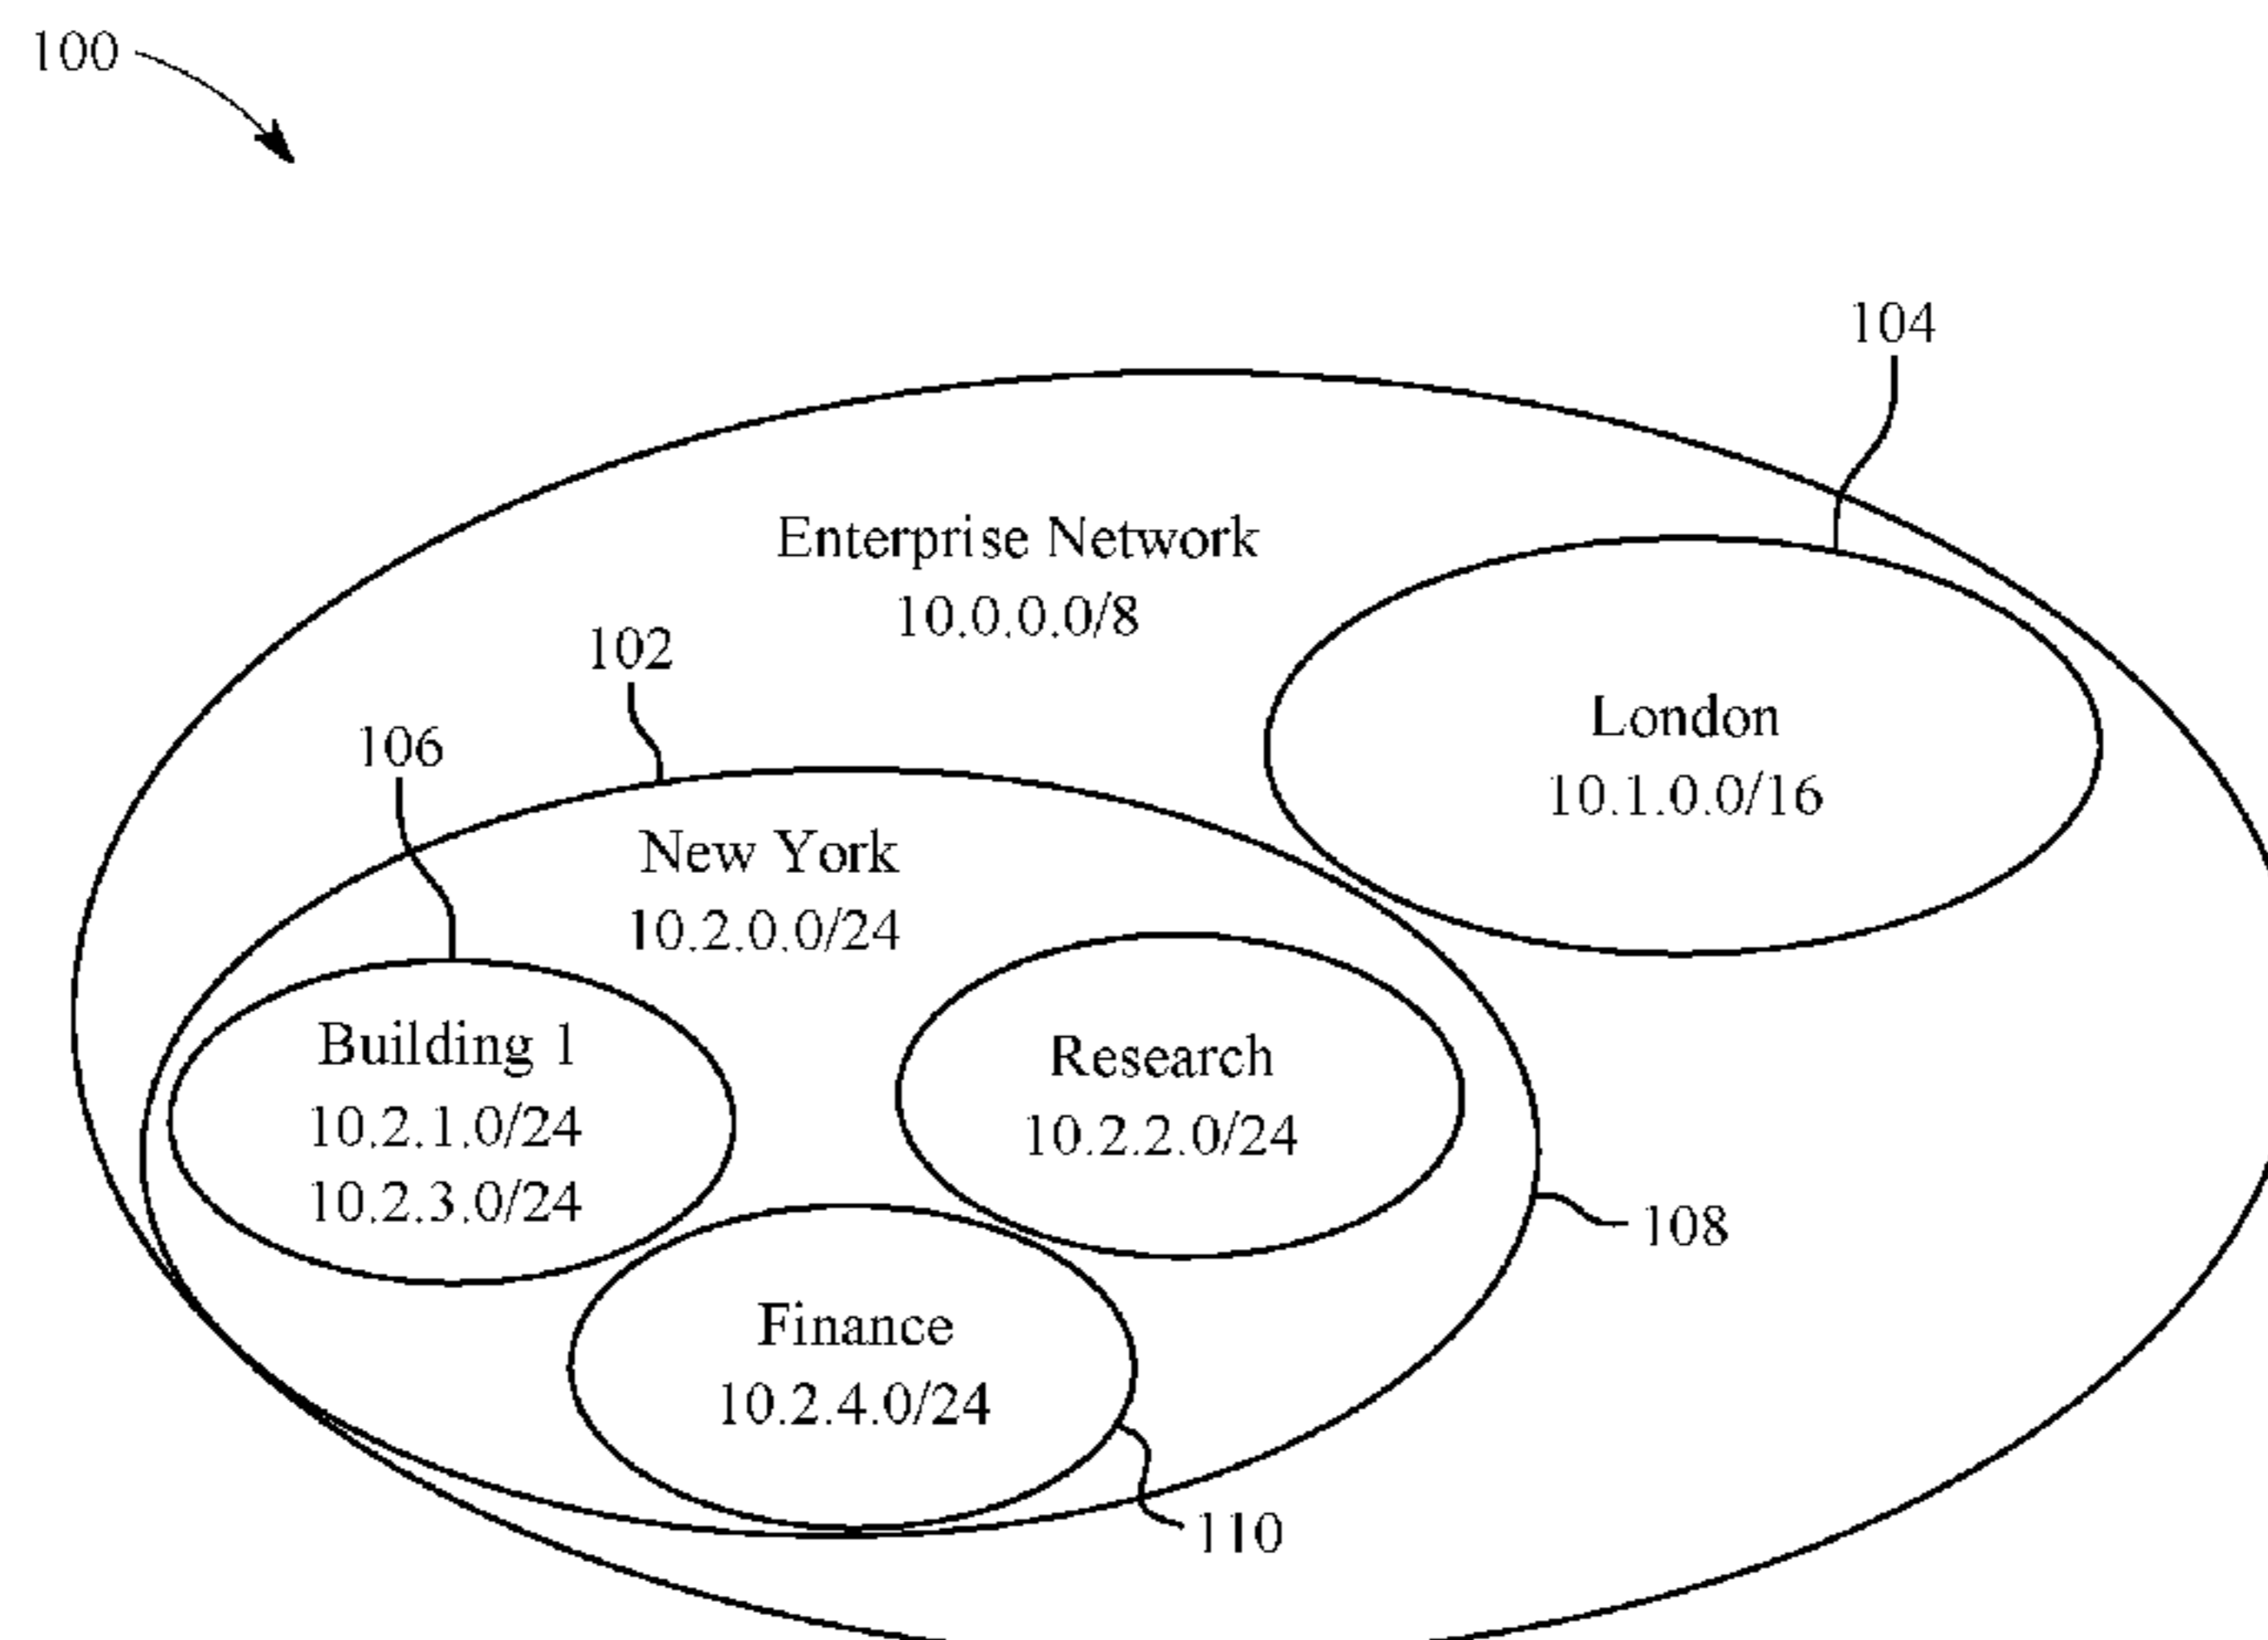 100
104
Enterprise Network
10.0.0.0/8
102
London
10.1.0.0/16
106
New York
10.2.0.0/24
Building 1
10.2.1.0/24
10.2.3.0/24
Research
10.2.2.0/24
108
Finance
10.2.4.0/24
110